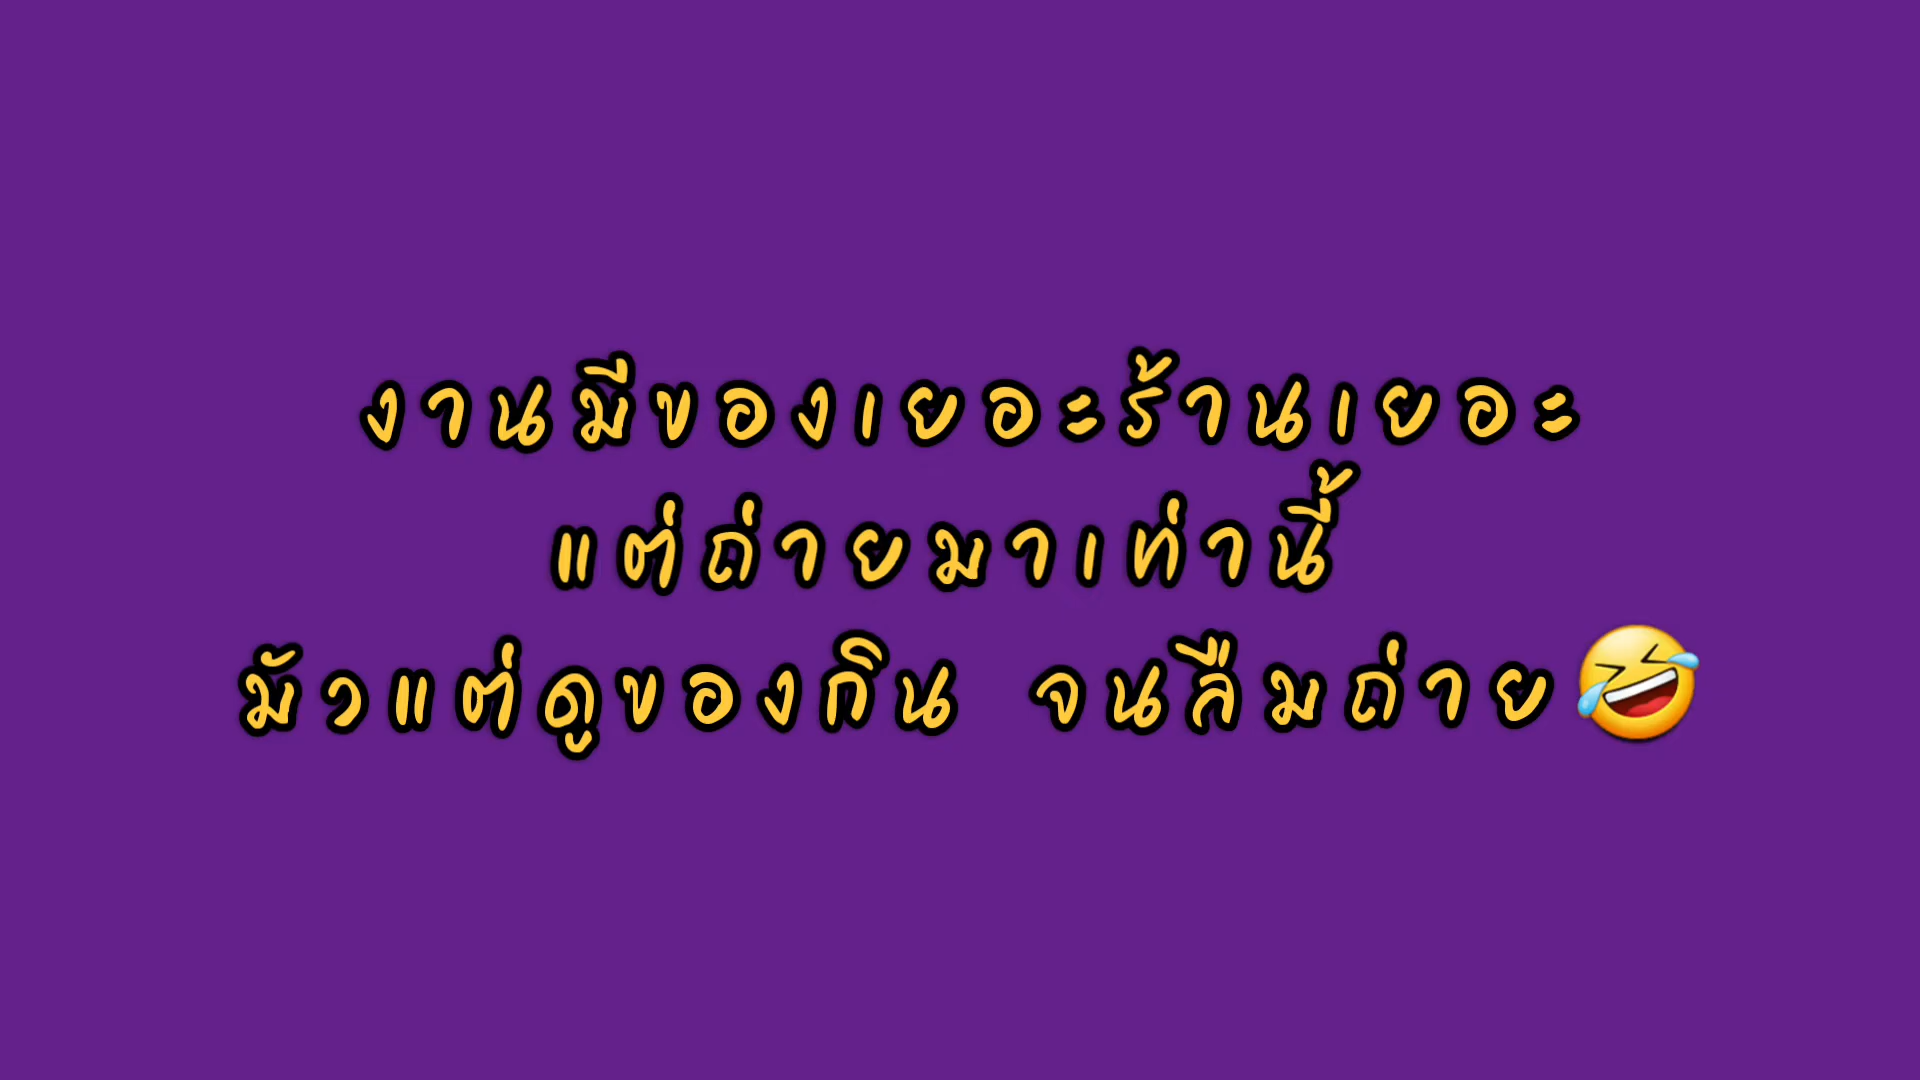 งานมีของเยอะร้านเยอะ
แต่ถ่ายมาเท่านี้
มัวแต่ดูของกิน จนลืมถ่าย🤣